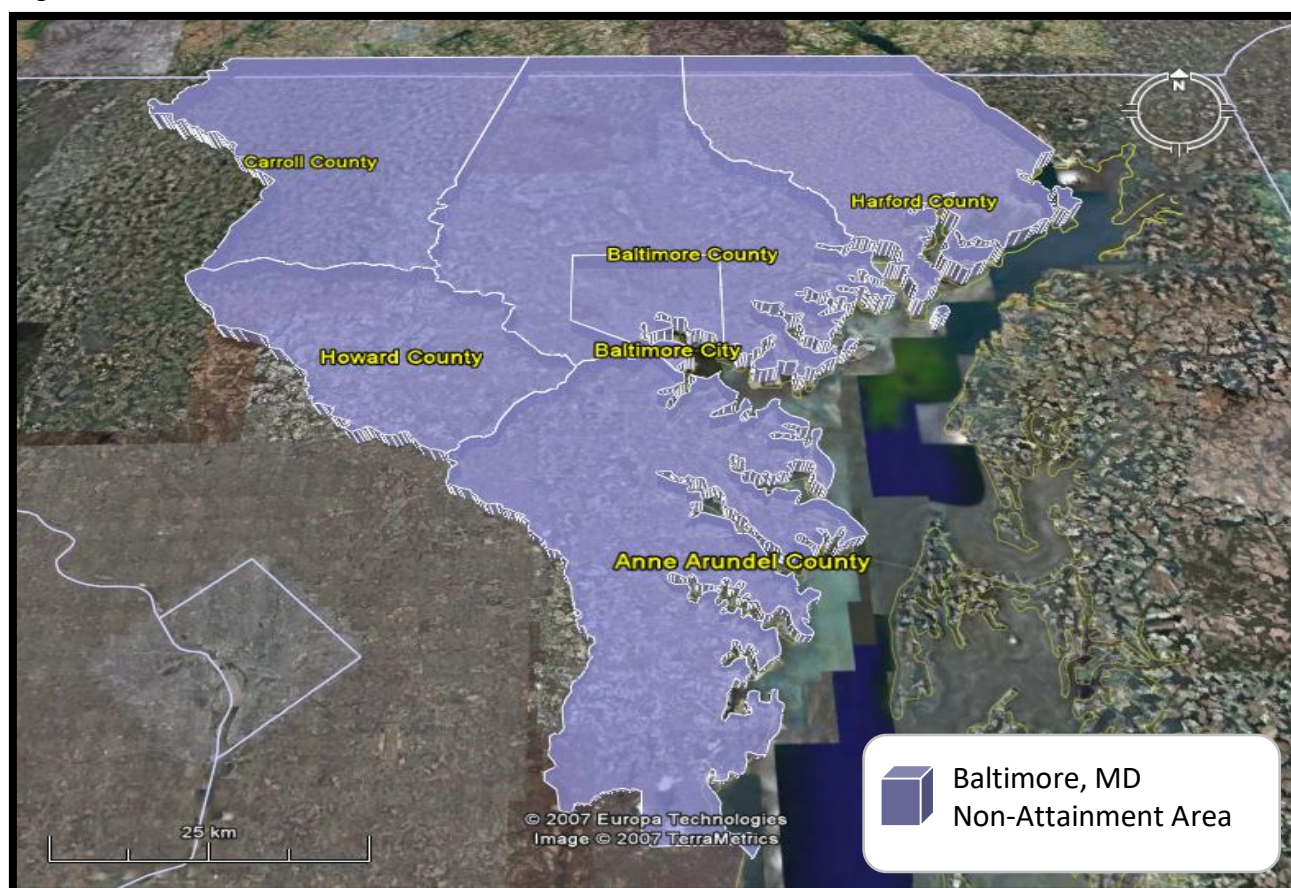 N
Carroll County
Harford County
Baltimore County
Baltimore City
Howard County
Anne Arundel County
© 2007 Europa Technologies
Image © 2007 TerraMetrics
25 km
Baltimore, MD
Non-Attainment Area